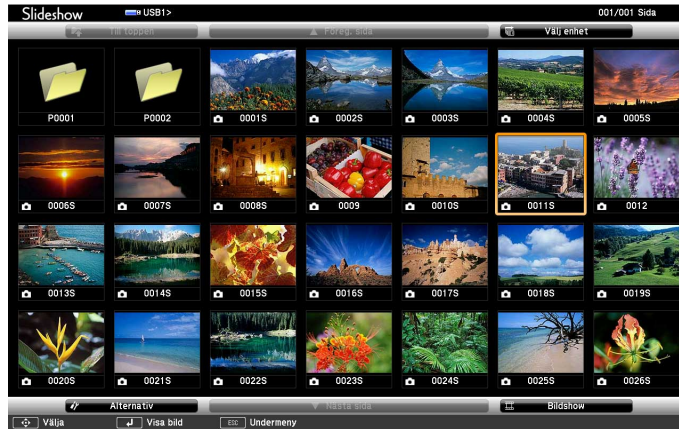 Slideshow USB1> 001/001 Sida
Till toppen Föreg. sida Välj enhet
P0001 P0002 0001S 0002S 0003S 0004S 0005S
0006S 0007S 0008S 0009 0010S 0011S 0012
0013S 0014S 0015S 0016S 0017S 0018S 0019S
0020S 0021S 0022S 0023S 0024S 0025S 0026S
Alternativ Nästa sida Bildshow
Välja Visa bild ESC Undermeny